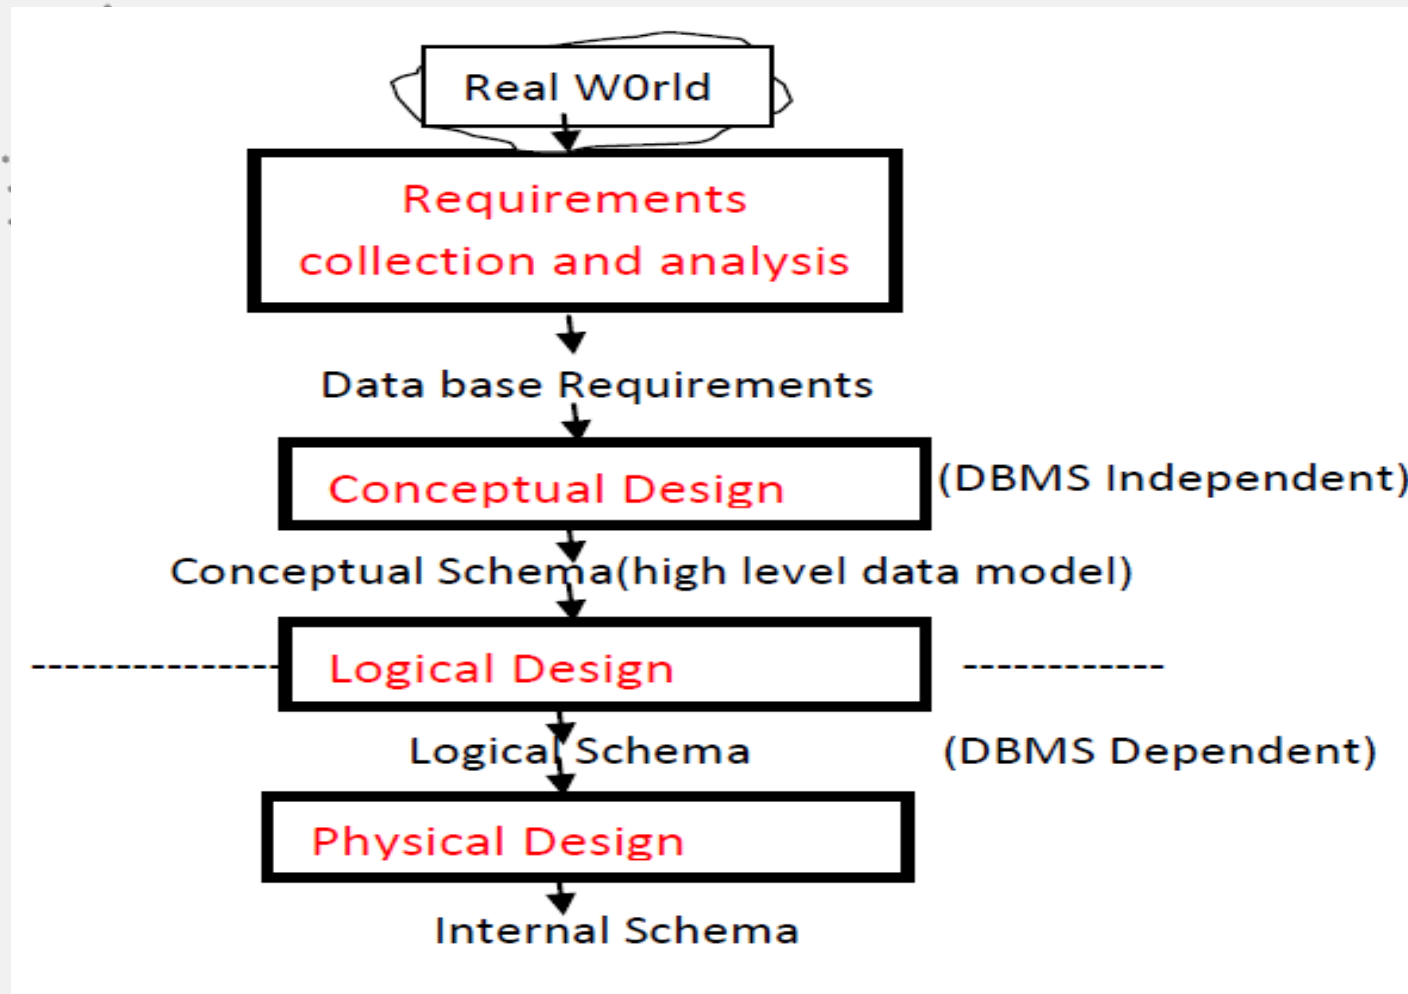 Real W0rld
Requirements
collection and analysis
Data base Requirements
Conceptual Design
(DBMS Independent)
Conceptual Schema(high level data model)
--------------- Logical Design ------------
Logical Schema
(DBMS Dependent)
Physical Design
Internal Schema